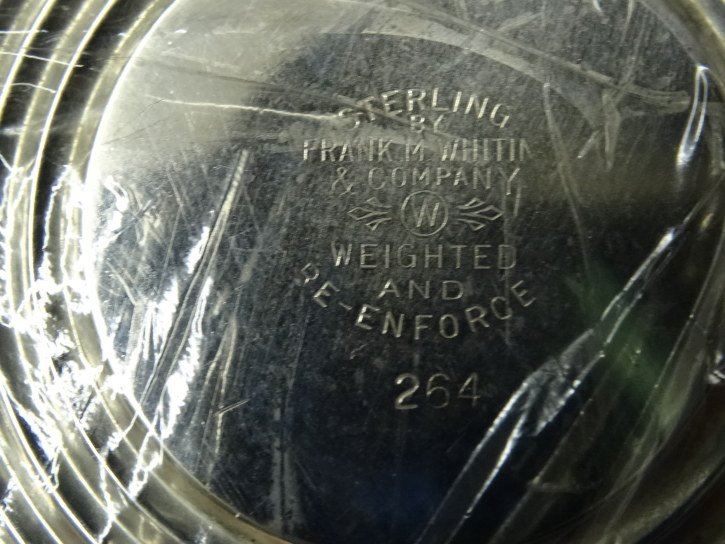 STERLING
BY
FRANK M. WHITIN
& COMPANY
W
WEIGHTED
AND
RE-ENFORCE
264